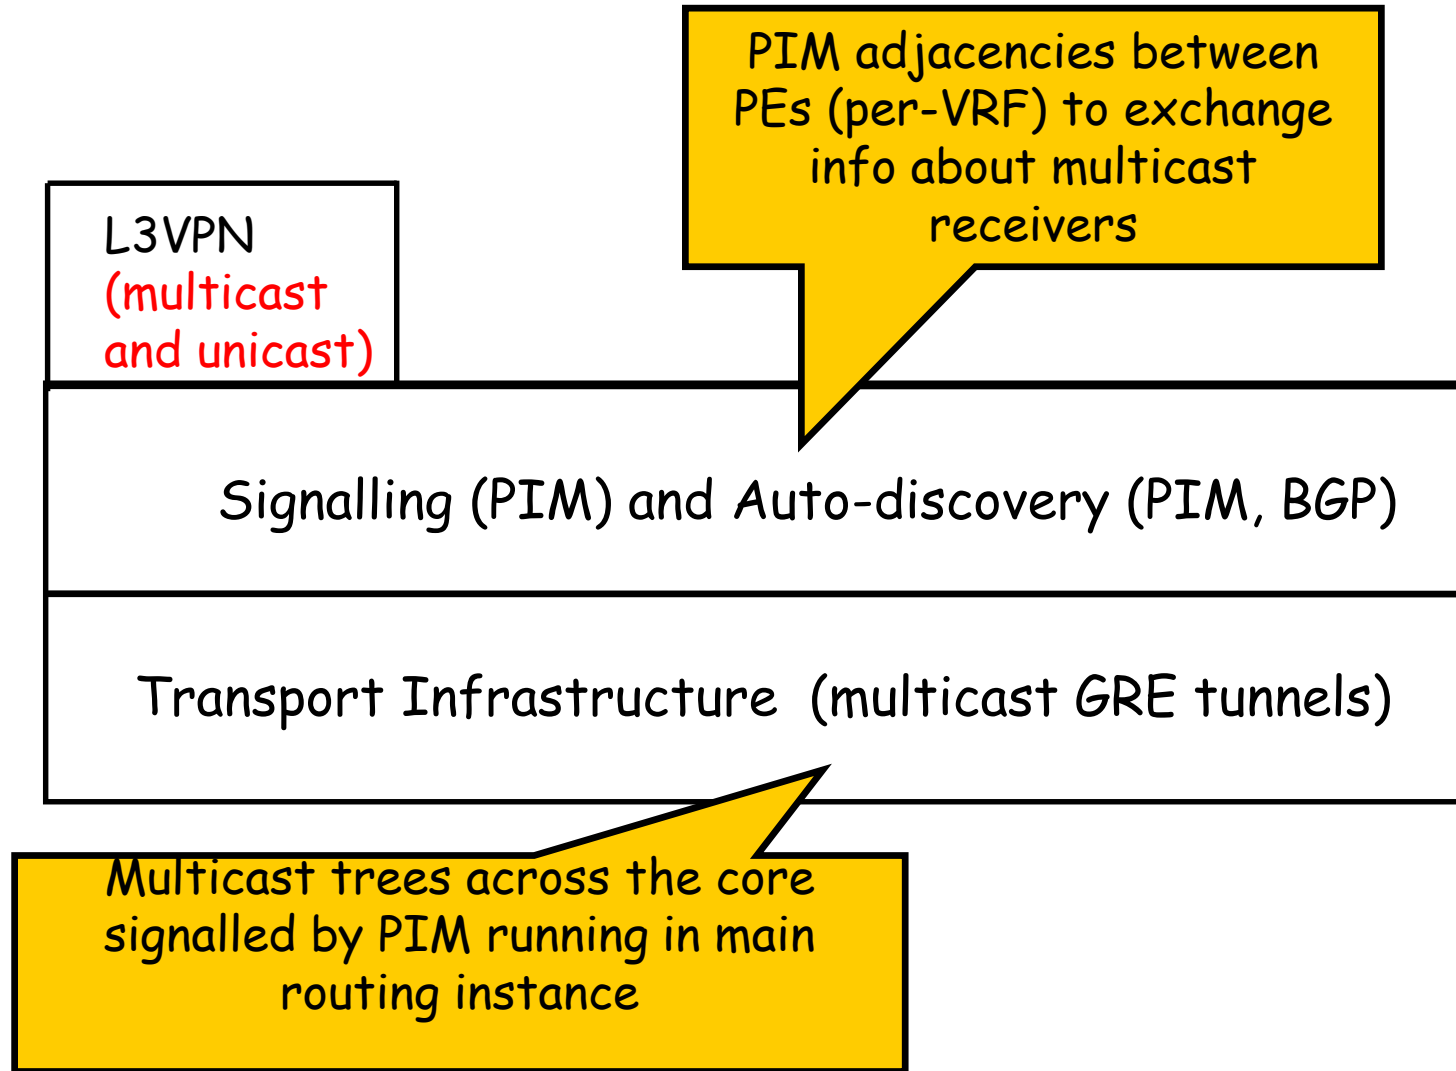 PIM adjacencies between
PEs (per-VRF) to exchange
info about multicast
receivers
L3VPN
(multicast
and unicast)
Signalling (PIM) and Auto-discovery (PIM, BGP)
Transport Infrastructure (multicast GRE tunnels)
Multicast trees across the core
signalled by PIM running in main
routing instance